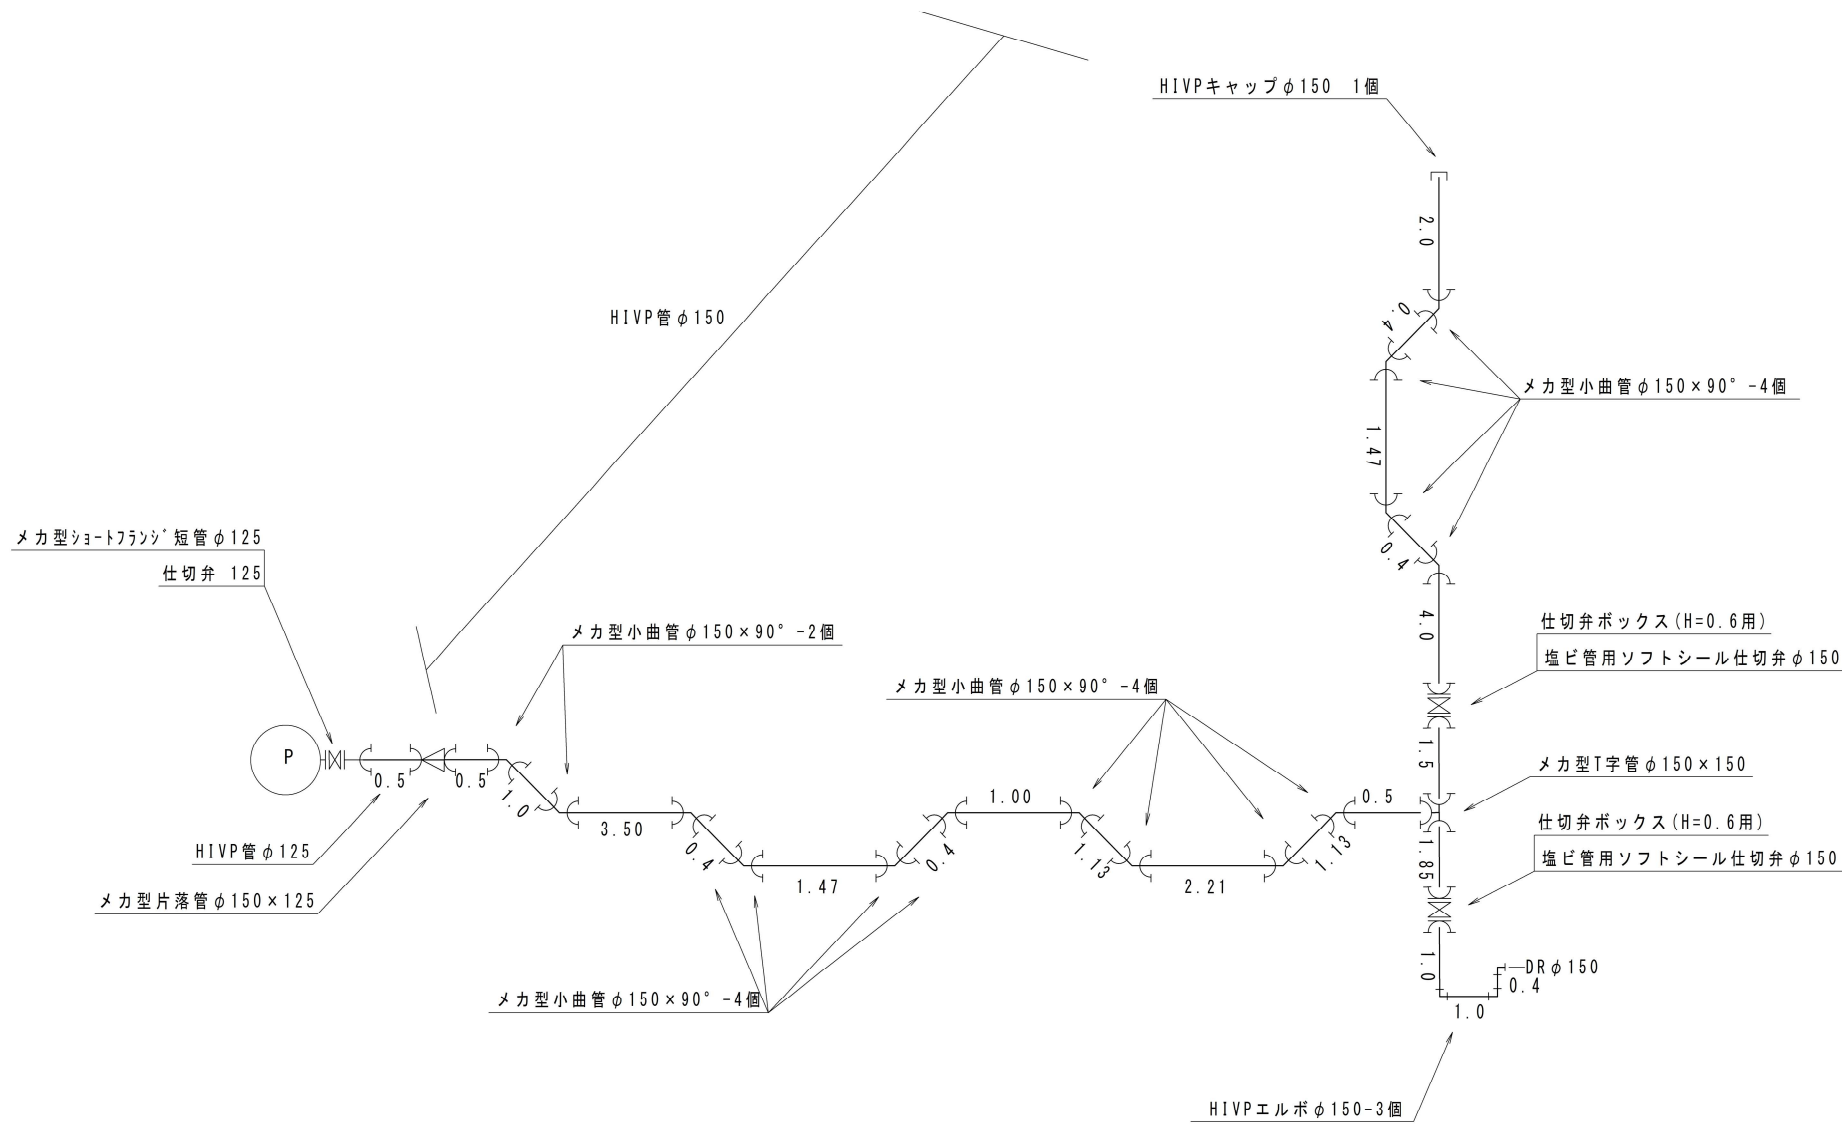 HIVPキャップφ150 1個
2.0
0.4
HIVP管φ150
メカ型小曲管φ150×90°-4個
1.47
0.4
メカ型ｼｮｰﾄﾌﾗﾝｼﾞ短管φ125
仕切弁 125
4.0
仕切弁ボックス(H=0.6用)
塩ビ管用ソフトシール仕切弁φ150
メカ型小曲管φ150×90°-2個
メカ型小曲管φ150×90°-4個
P
0.5
0.5
1.0
3.50
1.00
0.5
1.5
メカ型T字管φ150×150
仕切弁ボックス(H=0.6用)
塩ビ管用ソフトシール仕切弁φ150
HIVP管φ125
メカ型片落管φ150×125
0.4
1.47
0.4
1.13
2.21
1.13
1.85
1.0
DRφ150
0.4
1.0
メカ型小曲管φ150×90°-4個
HIVPエルボφ150-3個